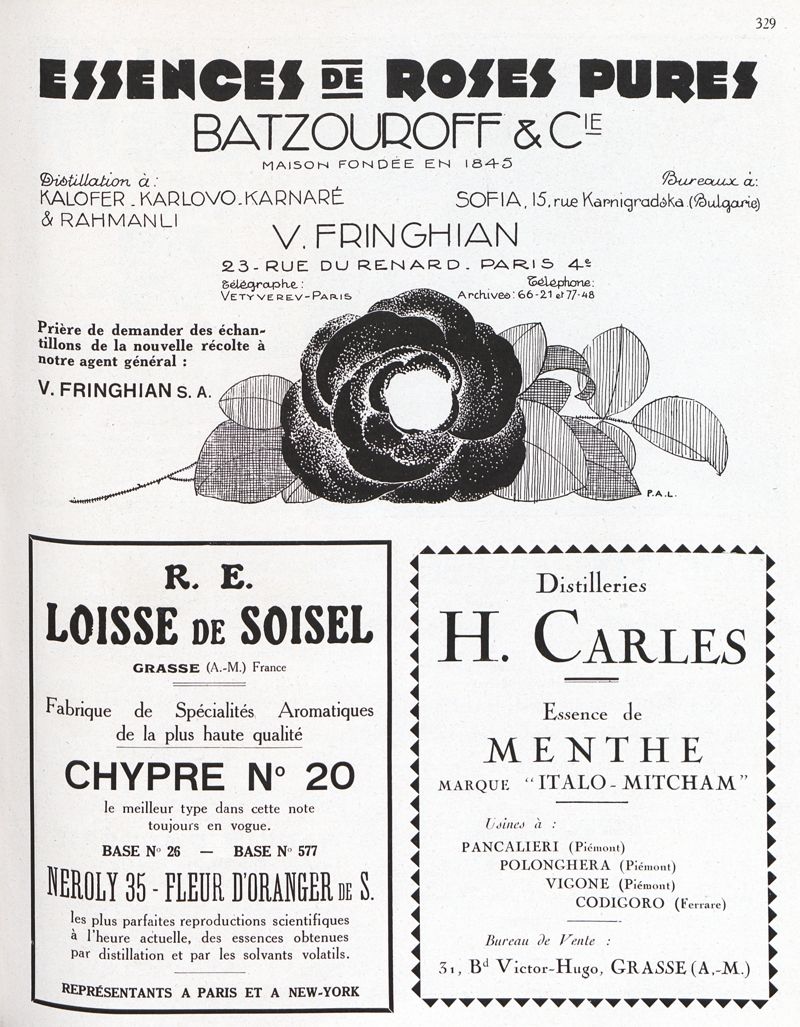 329
ESSENCES DE ROSES PURES
BATZOUROFF & CIE
MAISON FONDÉE EN 1845
Distillation à :
KALOFER - KARLOVO - KARNARÉ
& RAHMANLI
Bureaux à :
SOFIA, 15, rue Karnigradska (Bulgarie)
V. FRINGHIAN
23 - RUE DU RENARD - PARIS 4e
Télégraphe :
VETYVEREV-PARIS
Téléphone :
Archives : 66-21 et 77-48
Prière de demander des échan-
tillons de la nouvelle récolte à
notre agent général :
V. FRINGHIAN S. A.
P.A.L.
R. E.
LOISSE DE SOISEL
GRASSE (A.-M.) France
Fabrique de Spécialités Aromatiques
de la plus haute qualité
CHYPRE No 20
le meilleur type dans cette note
toujours en vogue.
BASE No 26 — BASE No 577
NEROLY 35 - FLEUR D'ORANGER DE S.
les plus parfaites reproductions scientifiques
à l'heure actuelle, des essences obtenues
par distillation et par les solvants volatils.
REPRÉSENTANTS A PARIS ET A NEW-YORK
Distilleries
H. CARLES
Essence de
MENTHE
MARQUE "ITALO-MITCHAM"
Usines à :
PANCALIERI (Piémont)
POLONGHERA (Piémont)
VIGONE (Piémont)
CODIGORO (Ferrare)
Bureau de Vente :
31, Bd Victor-Hugo, GRASSE (A.-M.)